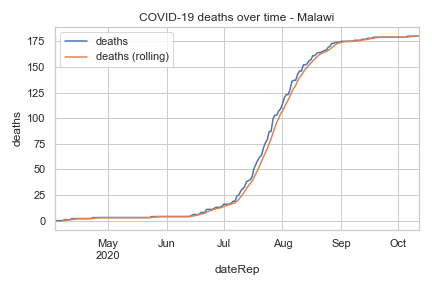 COVID-19 deaths over time - Malawi
deaths
deaths (rolling)
175
150
125
100
75
50
25
0
deaths
May Jun Jul Aug Sep Oct
2020
dateRep